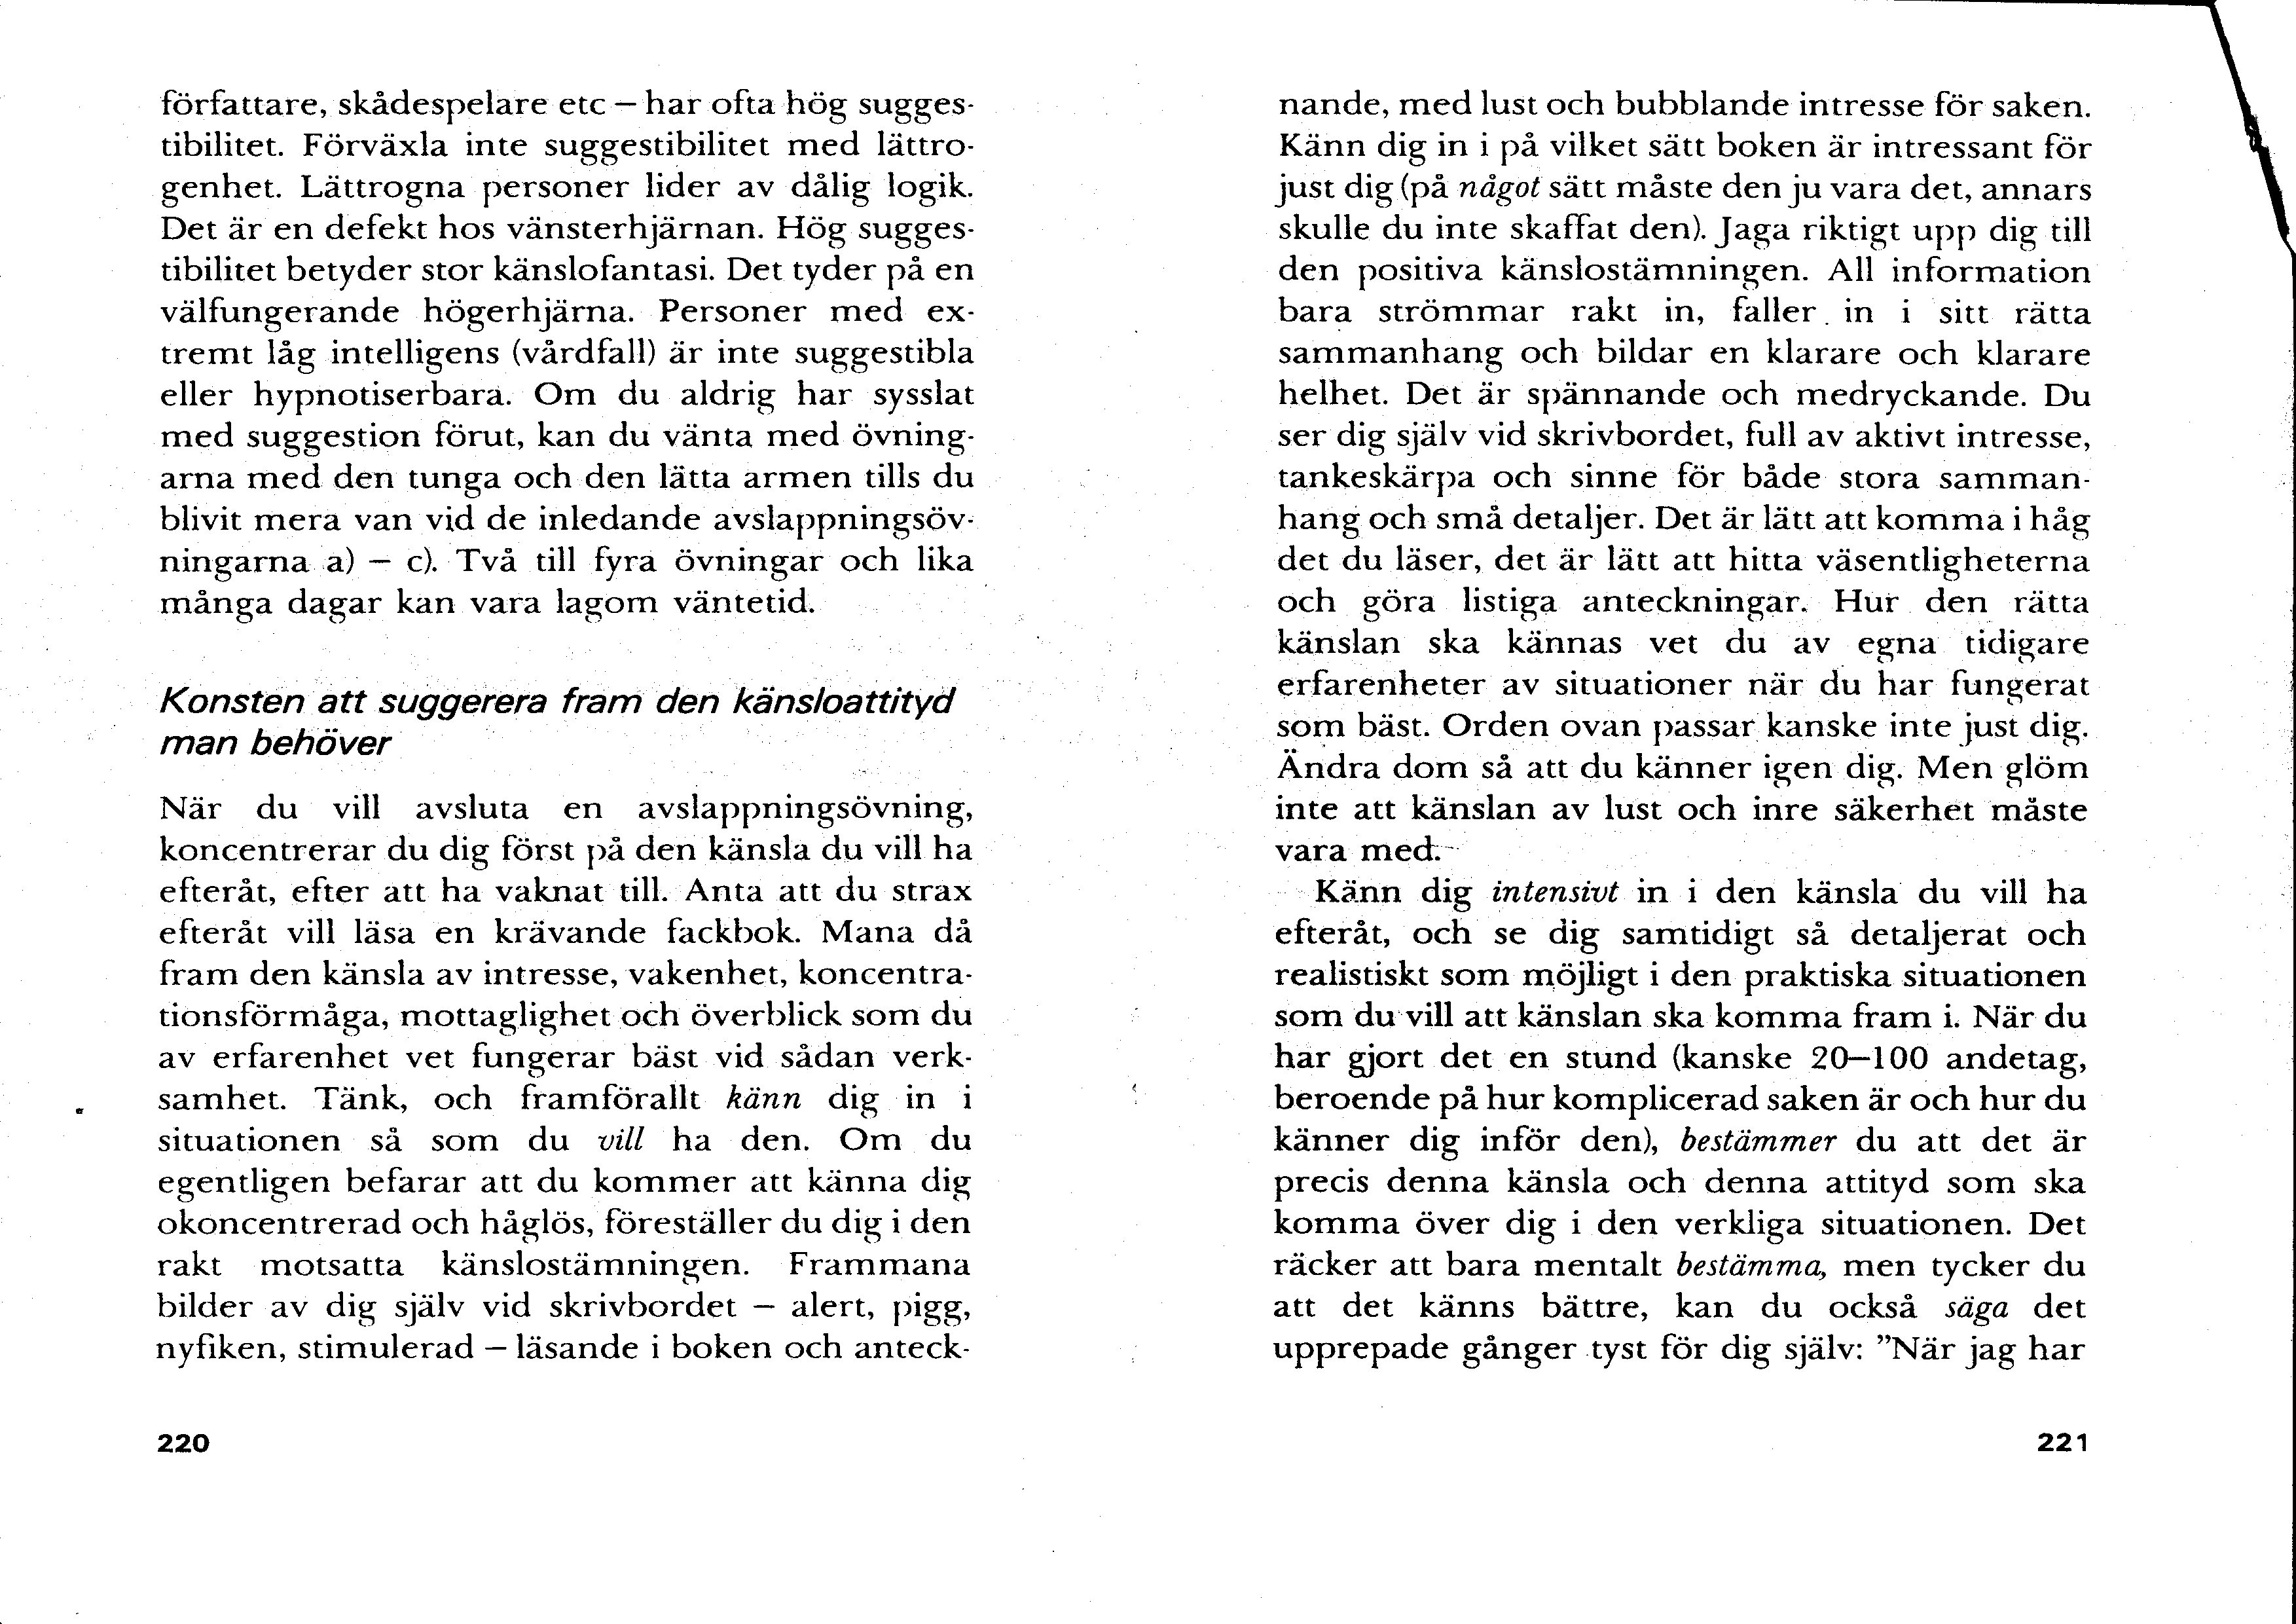 författare, skådespelare etc – har ofta hög sugges-
tibilitet. Förväxla inte suggestibilitet med lättro-
genhet. Lättrogna personer lider av dålig logik.
Det är en defekt hos vänsterhjärnan. Hög sugges-
tibilitet betyder stor känslofantasi. Det tyder på en
välfungerande högerhjärna. Personer med ex-
tremt låg intelligens (vårdfall) är inte suggestibla
eller hypnotiserbara. Om du aldrig har sysslat
med suggestion förut, kan du vänta med övning-
arna med den tunga och den lätta armen tills du
blivit mera van vid de inledande avslappningsöv-
ningarna a) – c). Två till fyra övningar och lika
många dagar kan vara lagom väntetid.
Konsten att suggerera fram den känsloattityd
man behöver
När du vill avsluta en avslappningsövning,
koncentrerar du dig först på den känsla du vill ha
efteråt, efter att ha vaknat till. Anta att du strax
efteråt vill läsa en krävande fackbok. Mana då
fram den känsla av intresse, vakenhet, koncentra-
tionsförmåga, mottaglighet och överblick som du
av erfarenhet vet fungerar bäst vid sådan verk-
samhet. Tänk, och framförallt känn dig in i
situationen så som du vill ha den. Om du
egentligen befarar att du kommer att känna dig
okoncentrerad och håglös, föreställer du dig i den
rakt motsatta känslostämningen. Frammana
bilder av dig själv vid skrivbordet – alert, pigg,
nyfiken, stimulerad – läsande i boken och anteck-
220
nande, med lust och bubblande intresse för saken.
Känn dig in i på vilket sätt boken är intressant för
just dig (på något sätt måste den ju vara det, annars
skulle du inte skaffat den). Jaga riktigt upp dig till
den positiva känslostämningen. All information
bara strömmar rakt in, faller in i sitt rätta
sammanhang och bildar en klarare och klarare
helhet. Det är spännande och medryckande. Du
ser dig själv vid skrivbordet, full av aktivt intresse,
tankeskärpa och sinne för både stora samman-
hang och små detaljer. Det är lätt att komma i håg
det du läser, det är lätt att hitta väsentligheterna
och göra listiga anteckningar. Hur den rätta
känslan ska kännas vet du av egna tidigare
erfarenheter av situationer när du har fungerat
som bäst. Orden ovan passar kanske inte just dig.
Ändra dom så att du känner igen dig. Men glöm
inte att känslan av lust och inre säkerhet måste
vara med.
Känn dig intensivt in i den känsla du vill ha
efteråt, och se dig samtidigt så detaljerat och
realistiskt som möjligt i den praktiska situationen
som du vill att känslan ska komma fram i. När du
har gjort det en stund (kanske 20–100 andetag,
beroende på hur komplicerad saken är och hur du
känner dig inför den), bestämmer du att det är
precis denna känsla och denna attityd som ska
komma över dig i den verkliga situationen. Det
räcker att bara mentalt bestämma, men tycker du
att det känns bättre, kan du också säga det
upprepade gånger tyst för dig själv: ”När jag har
221